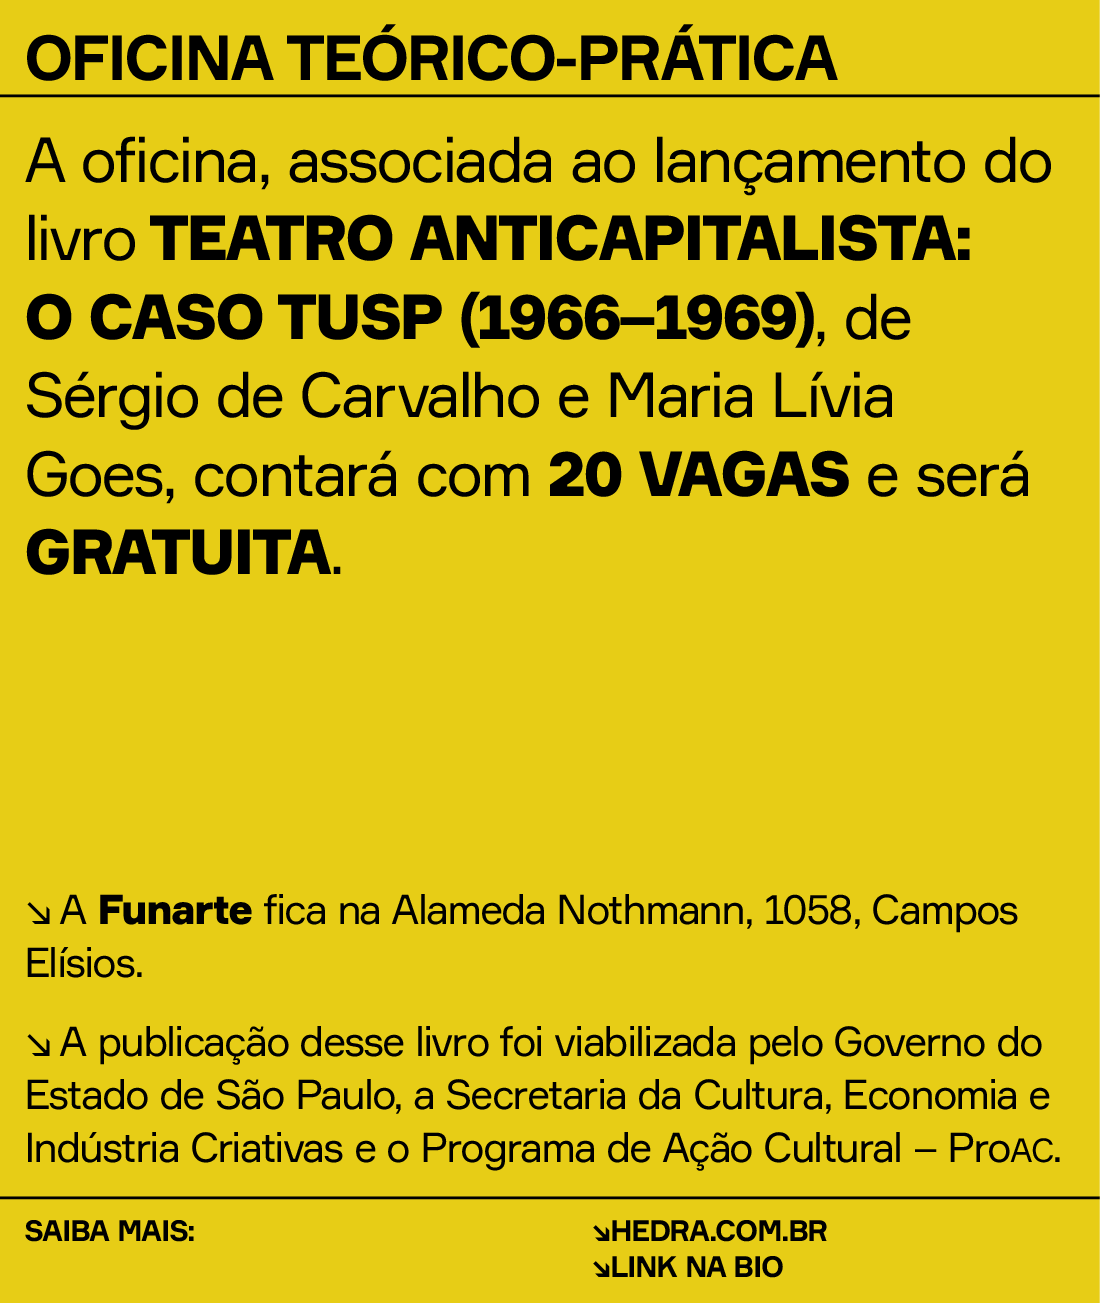 OFICINA TEÓRICO-PRÁTICA
A oficina, associada ao lançamento do
livro TEATRO ANTICAPITALISTA:
O CASO TUSP (1966–1969), de
Sérgio de Carvalho e Maria Lívia
Goes, contará com 20 VAGAS e será
GRATUITA.
↘ A Funarte fica na Alameda Nothmann, 1058, Campos
Elísios.
↘ A publicação desse livro foi viabilizada pelo Governo do
Estado de São Paulo, a Secretaria da Cultura, Economia e
Indústria Criativas e o Programa de Ação Cultural – ProAC.
SAIBA MAIS:
↘HEDRA.COM.BR
↘LINK NA BIO